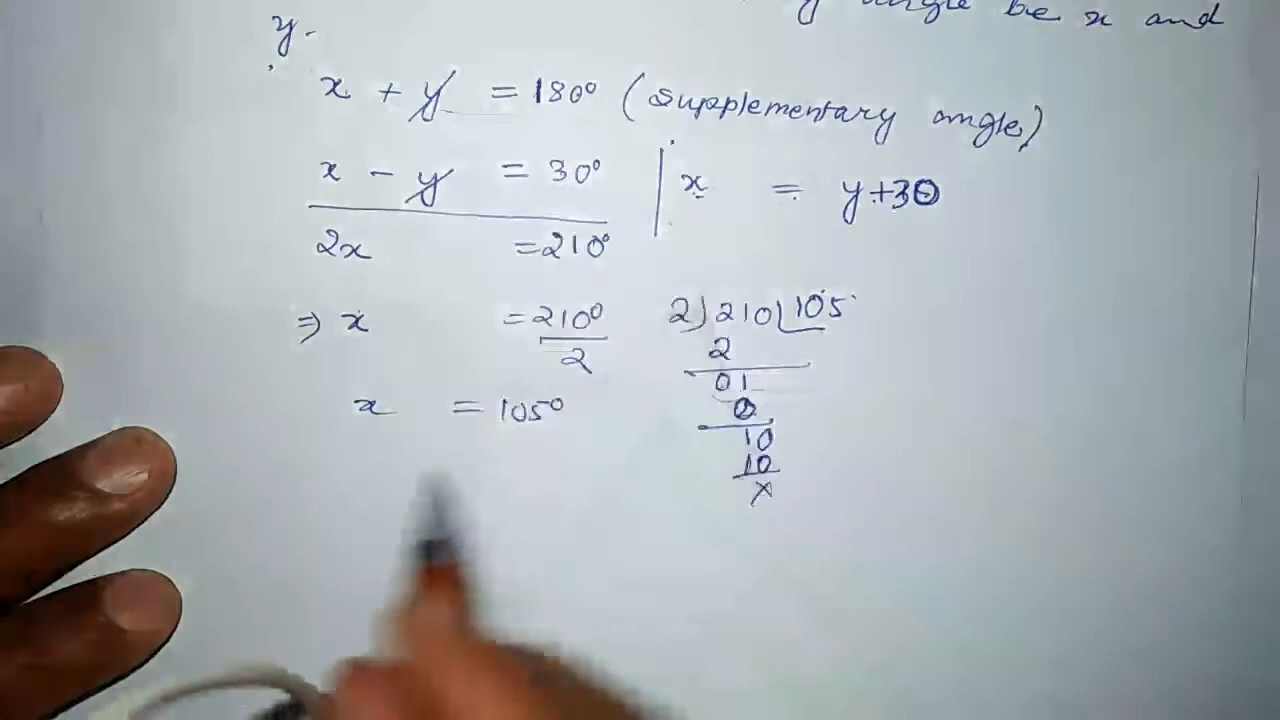 angle be x and
y.
x + y = 180° (supplementary angle)
x - y = 30° | x = y+30
2x = 210°
⇒ x = 210°/2
2)210(105
2
01
0
10
10
x
x = 105°